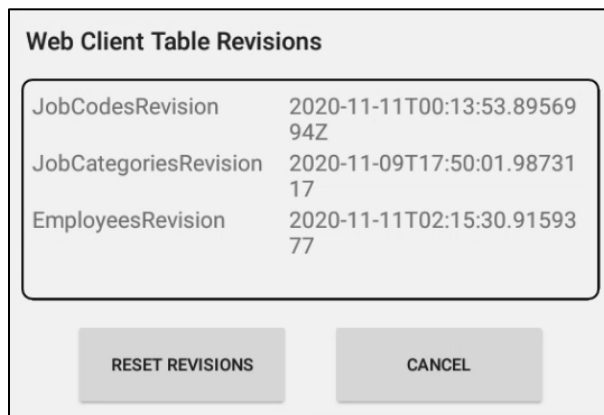 Web Client Table Revisions
JobCodesRevision 2020-11-11T00:13:53.89569
94Z
JobCategoriesRevision 2020-11-09T17:50:01.98731
17
EmployeesRevision 2020-11-11T02:15:30.91593
77
RESET REVISIONS CANCEL